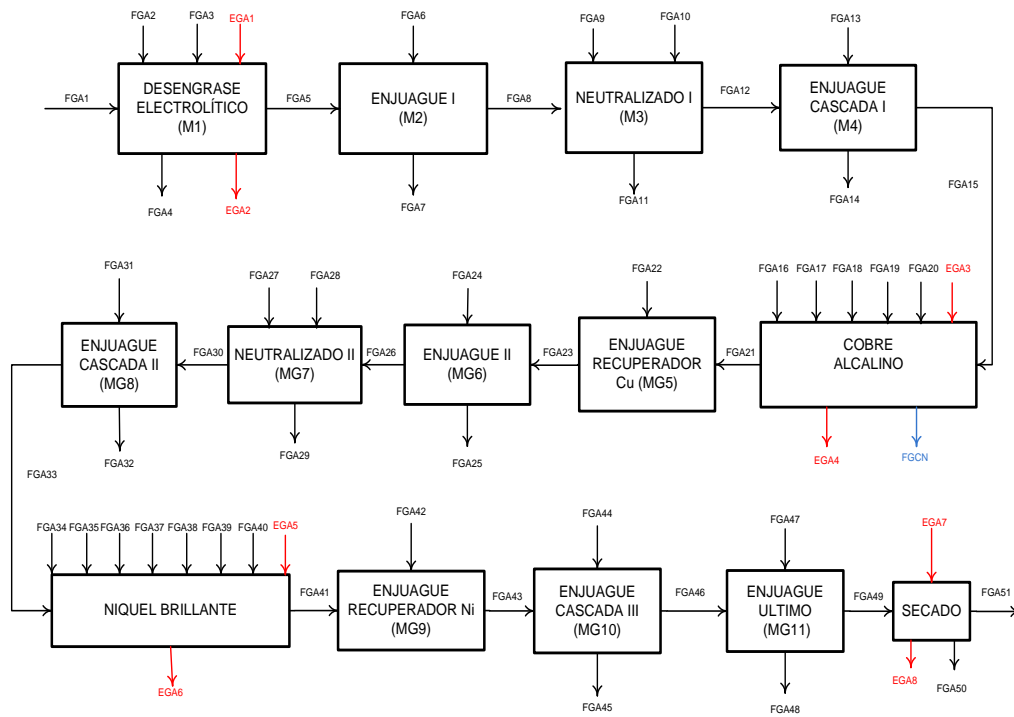 FGA2
FGA3
EGA1
FGA6
FGA9
FGA10
FGA13
FGA1
DESENGRASE
ELECTROLÍTICO
(M1)
FGA5
ENJUAGUE I
(M2)
FGA8
NEUTRALIZADO I
(M3)
FGA12
ENJUAGUE
CASCADA I
(M4)
FGA4
EGA2
FGA7
FGA11
FGA14
FGA15
FGA31
FGA27
FGA28
FGA24
FGA22
FGA16
FGA17
FGA18
FGA19
FGA20
EGA3
ENJUAGUE
CASCADA II
(MG8)
FGA30
NEUTRALIZADO II
(MG7)
FGA26
ENJUAGUE II
(MG6)
FGA23
ENJUAGUE
RECUPERADOR
Cu (MG5)
FGA21
COBRE
ALCALINO
FGA32
FGA29
FGA25
EGA4
FGCN
FGA33
FGA34
FGA35
FGA36
FGA37
FGA38
FGA39
FGA40
EGA5
FGA42
FGA44
FGA47
EGA7
NIQUEL BRILLANTE
FGA41
ENJUAGUE
RECUPERADOR Ni
(MG9)
FGA43
ENJUAGUE
CASCADA III
(MG10)
FGA46
ENJUAGUE
ULTIMO
(MG11)
FGA49
SECADO
FGA51
EGA6
FGA45
FGA48
EGA8
FGA50